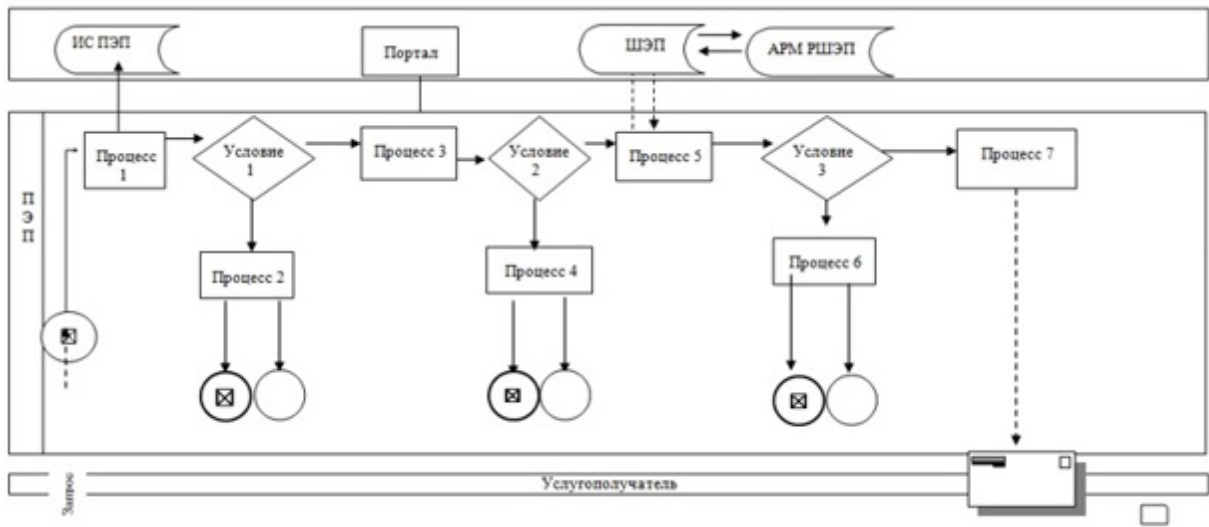 ИС ПЭП
Портал
ШЭП
АРМ РШЭП
ПЭП
Процесс
1
Условие
1
Процесс 3
Условие
2
Процесс 5
Условие
3
Процесс 7
Процесс 2
Процесс 4
Процесс 6
Запрос
Услугополучатель